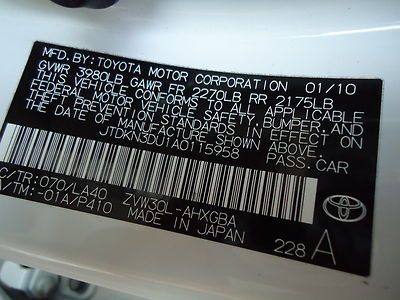 MFD.BY:TOYOTA MOTOR CORPORATION 01/10
GVWR 3980LB GAWR FR 2270LB RR 2175LB
THIS VEHICLE CONFORMS TO ALL APPLICABLE
FEDERAL MOTOR VEHICLE SAFETY, BUMPER, AND
THEFT PREVENTION STANDARDS IN EFFECT ON
THE DATE OF MANUFACTURE SHOWN ABOVE.
JTDKN3DU1A0115958 PASS.CAR
C/TR:070/LA40 ZVW30L-AHXGBA
/TM:-01A/P410 MADE IN JAPAN
TOYOTA
228 A